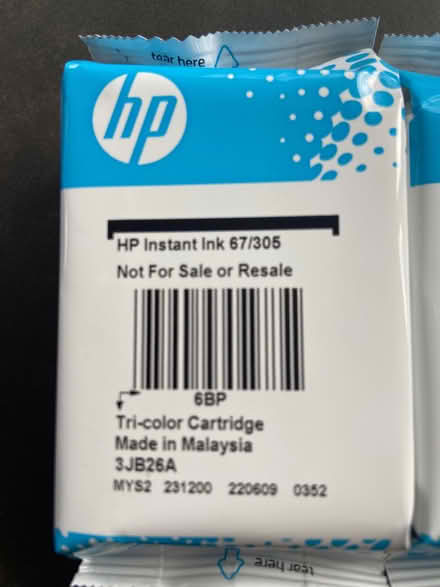 tear here
hp
HP Instant Ink 67/305
Not For Sale or Resale
6BP
Tri-color Cartridge
Made in Malaysia
3JB26A
MYS2 231200 220609 0352
tear here